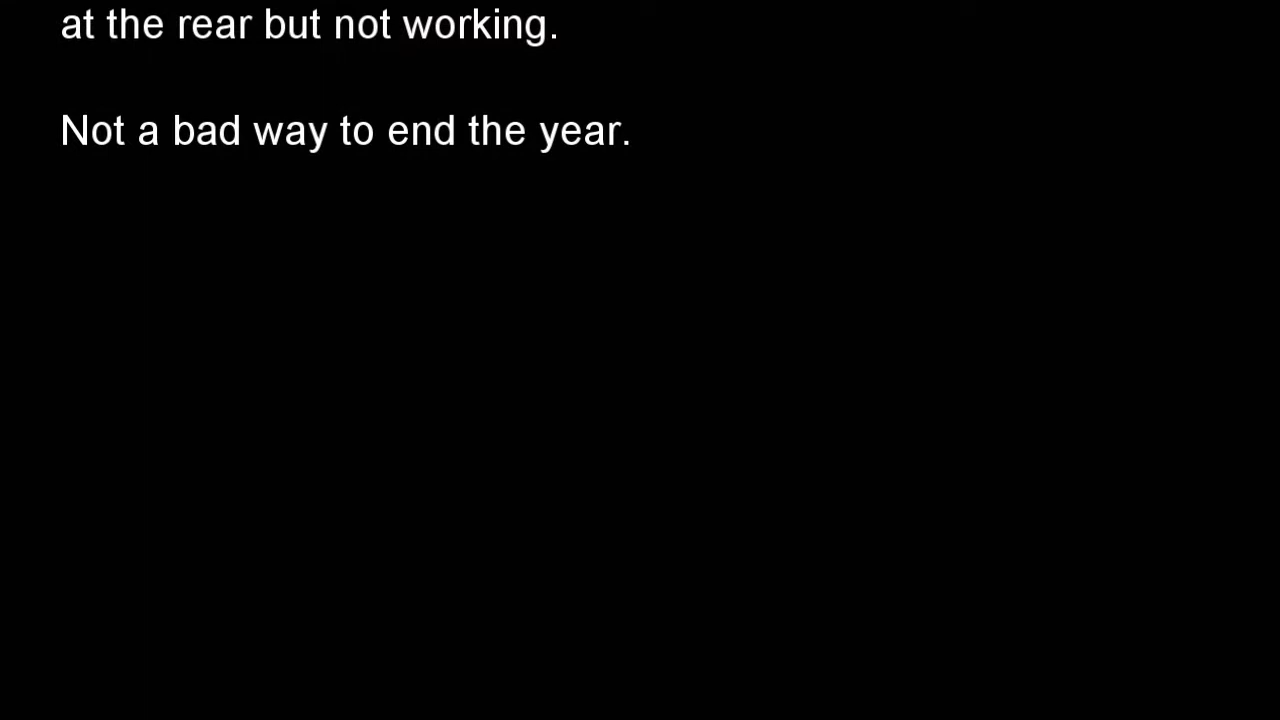 at the rear but not working.
Not a bad way to end the year.